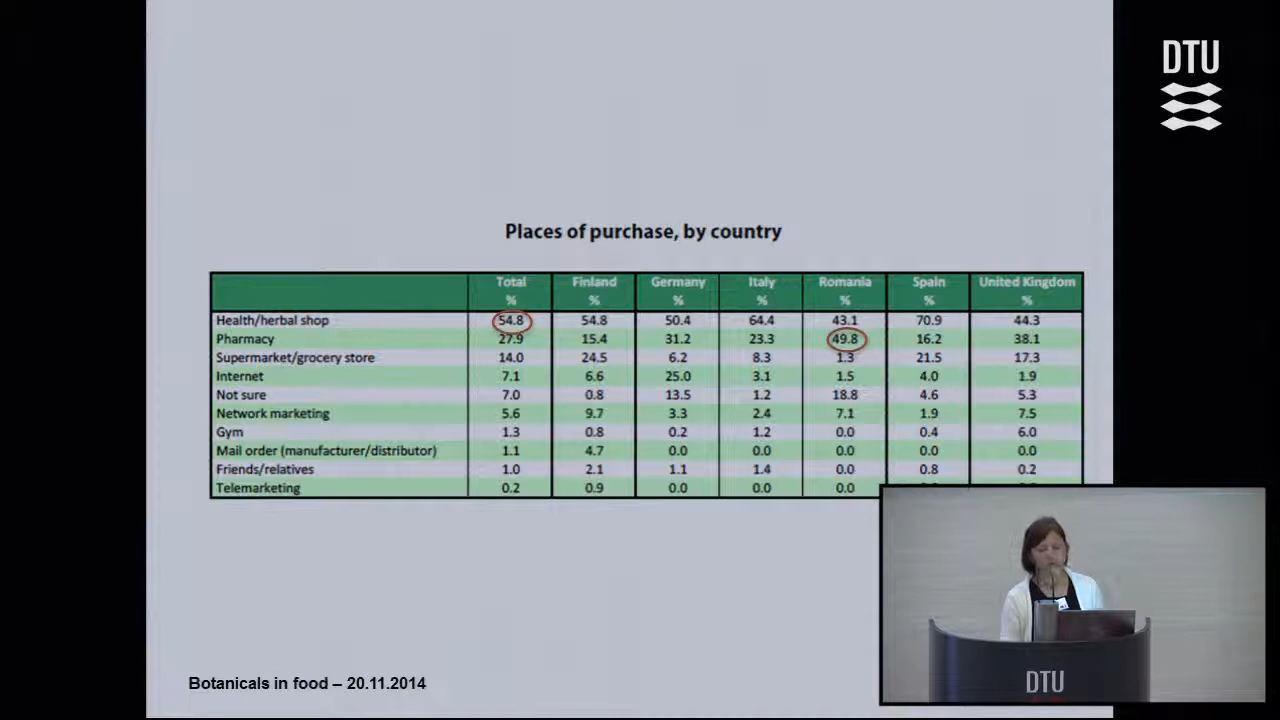 DTU
Places of purchase, by country
Total Finland Germany Italy Romania Spain United Kingdom
% % % % % % %
Health/herbal shop 54.8 54.8 50.4 64.4 43.1 70.9 44.3
Pharmacy 27.9 15.4 31.2 23.3 49.8 16.2 38.1
Supermarket/grocery store 14.0 24.5 6.2 8.3 1.3 21.5 17.3
Internet 7.1 6.6 25.0 3.1 1.5 4.0 1.9
Not sure 7.0 0.8 13.5 1.2 18.8 4.6 5.3
Network marketing 5.6 9.7 3.3 2.4 7.1 1.9 7.5
Gym 1.3 0.8 0.2 1.2 0.0 0.4 6.0
Mail order (manufacturer/distributor) 1.1 4.7 0.0 0.0 0.0 0.0 0.0
Friends/relatives 1.0 2.1 1.1 1.4 0.0 0.8 0.2
Telemarketing 0.2 0.9 0.0 0.0 0.0
DTU
Botanicals in food – 20.11.2014